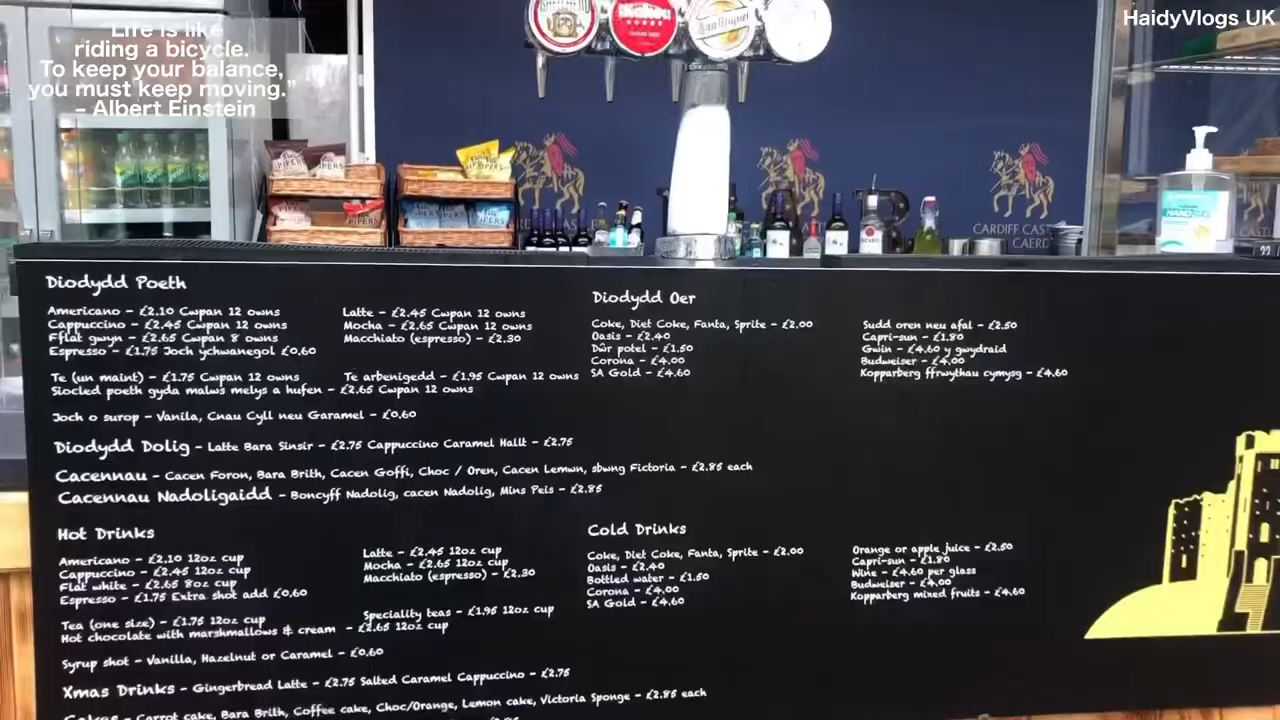 "Life is like
riding a bicycle.
To keep your balance,
you must keep moving."
– Albert Einstein
HaidyVlogs UK
San Miguel
PIPERS
PIPERS
CARDIFF CAST
CAERD
Diodydd Poeth
Americano – £2.10 Cwpan 12 owns
Cappuccino – £2.45 Cwpan 12 owns
Fflat gwyn – £2.65 Cwpan 8 owns
Espresso – £1.75 Joch ychwanegol £0.60
Latte – £2.45 Cwpan 12 owns
Mocha – £2.65 Cwpan 12 owns
Macchiato (espresso) – £2.30
Te (un maint) – £1.75 Cwpan 12 owns
Te arbenigedd – £1.95 Cwpan 12 owns
Siocled poeth gyda malws melys a hufen – £2.65 Cwpan 12 owns
Joch o surop – Vanila, Cnau Cyll neu Garamel – £0.60
Diodydd Dolig – Latte Bara Sinsir – £2.75 Cappuccino Caramel Hallt – £2.75
Cacennau – Cacen Foron, Bara Brith, Cacen Goffi, Choc / Oren, Cacen Lemwn, sbwng Fictoria – £2.85 each
Cacennau Nadoligaidd – Boncyff Nadolig, cacen Nadolig, Mins Peis – £2.85
Diodydd Oer
Coke, Diet Coke, Fanta, Sprite – £2.00
Oasis – £2.40
Dŵr potel – £1.50
Corona – £4.00
SA Gold – £4.60
Sudd oren neu afal – £2.50
Capri-sun – £1.80
Gwin – £4.60 y gwydraid
Budweiser – £4.00
Kopparberg ffrwythau cymysg – £4.60
Hot Drinks
Americano – £2.10 12oz cup
Cappuccino – £2.45 12oz cup
Flat white – £2.65 8oz cup
Espresso – £1.75 Extra shot add £0.60
Latte – £2.45 12oz cup
Mocha – £2.65 12oz cup
Macchiato (espresso) – £2.30
Tea (one size) – £1.75 12oz cup
Speciality teas – £1.95 12oz cup
Hot chocolate with marshmallows & cream – £2.65 12oz cup
Syrup shot – Vanilla, Hazelnut or Caramel – £0.60
Xmas Drinks – Gingerbread Latte – £2.75 Salted Caramel Cappuccino – £2.75
Cakes – Carrot cake, Bara Brith, Coffee cake, Choc/Orange, Lemon cake, Victoria Sponge – £2.85 each
Cold Drinks
Coke, Diet Coke, Fanta, Sprite – £2.00
Oasis – £2.40
Bottled water – £1.50
Corona – £4.00
SA Gold – £4.60
Orange or apple juice – £2.50
Capri-sun – £1.80
Wine – £4.60 per glass
Budweiser – £4.00
Kopparberg mixed fruits – £4.60